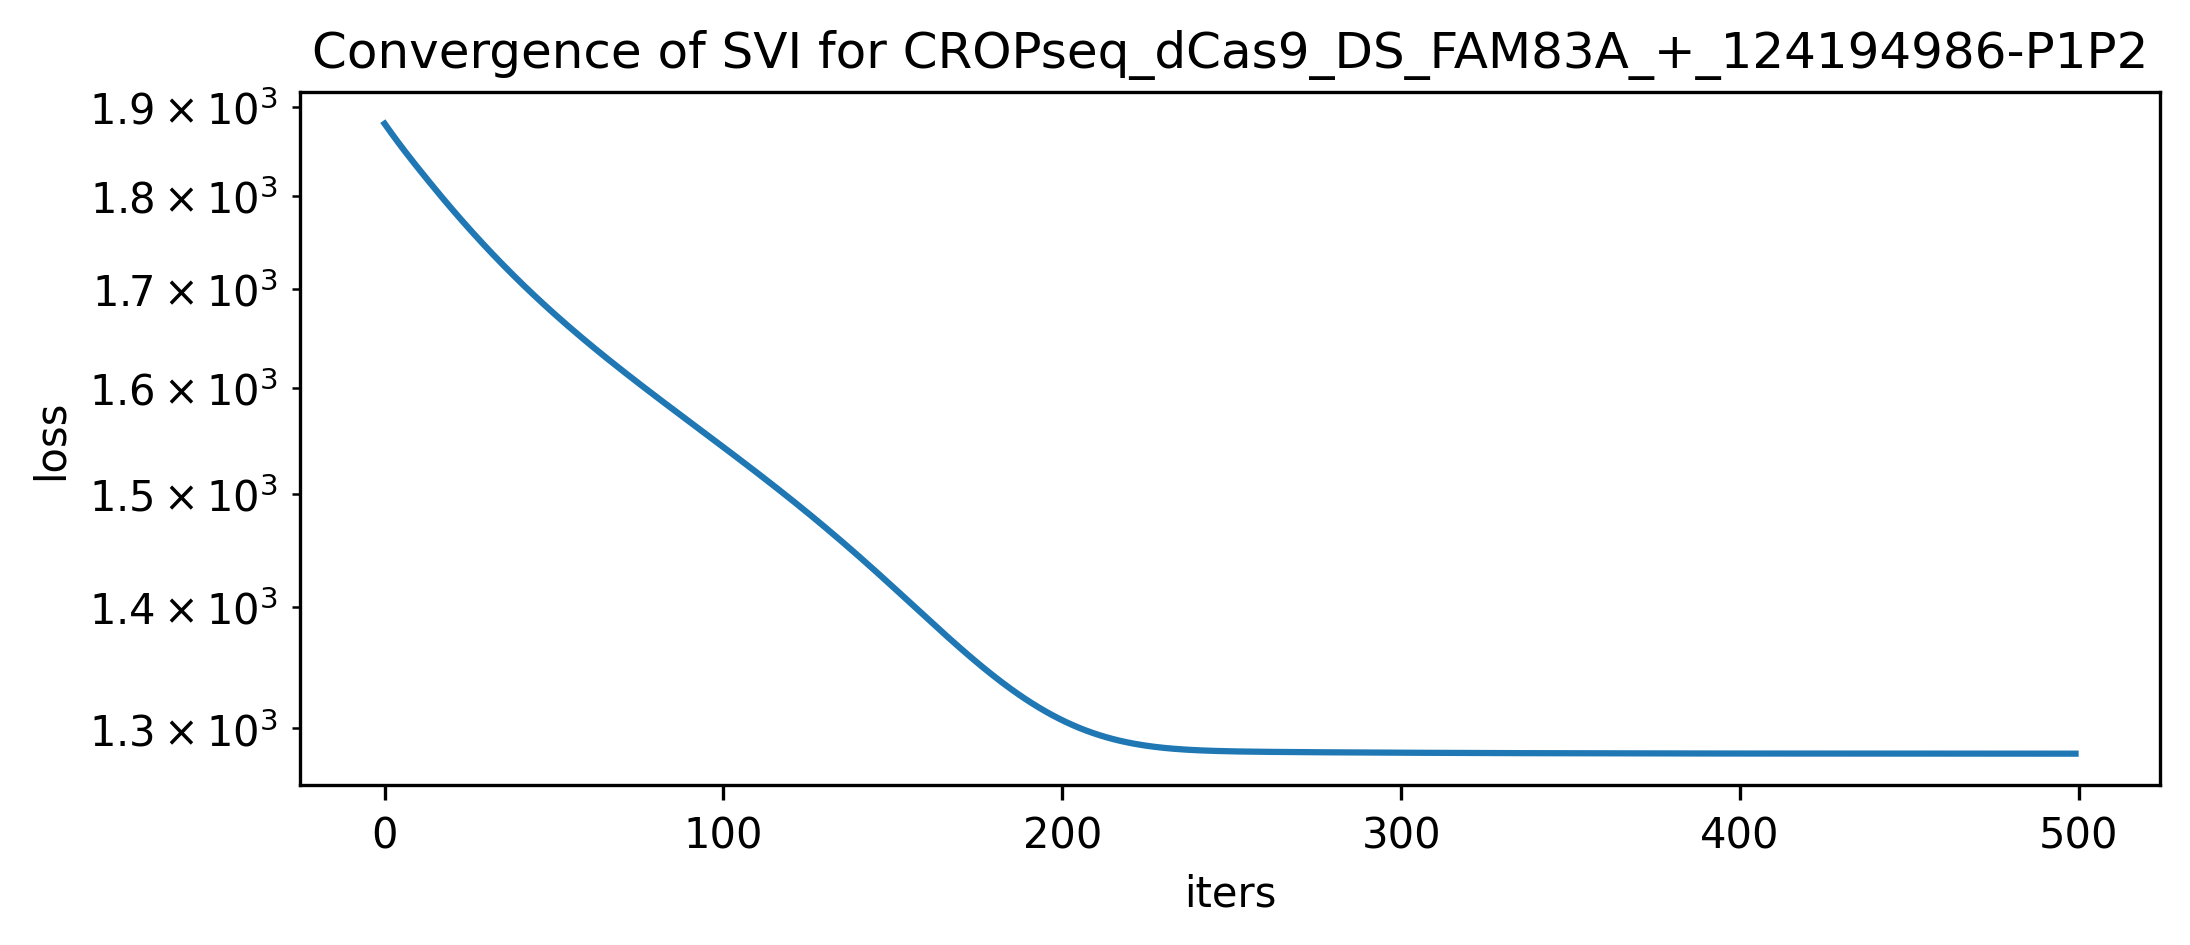 Convergence of SVI for CROPseq_dCas9_DS_FAM83A_+_124194986-P1P2
1.9 × 10³
1.8 × 10³
1.7 × 10³
1.6 × 10³
1.5 × 10³
1.4 × 10³
1.3 × 10³
loss
0 100 200 300 400 500
iters